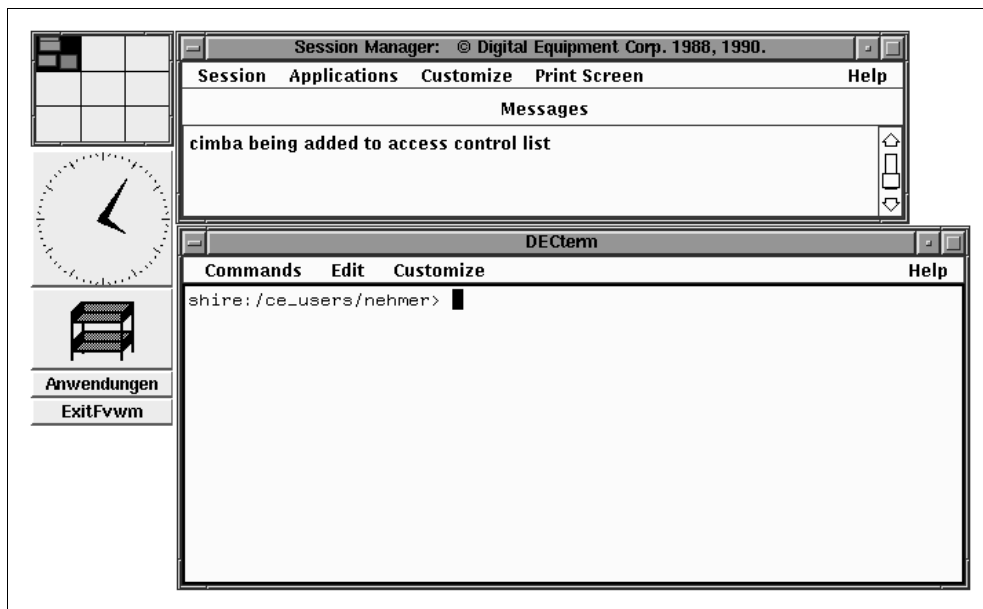 Session Manager: © Digital Equipment Corp. 1988, 1990.
Session Applications Customize Print Screen Help
Messages
cimba being added to access control list
DECterm
Commands Edit Customize Help
shire:/ce_users/nehmer>
Anwendungen
ExitFvwm